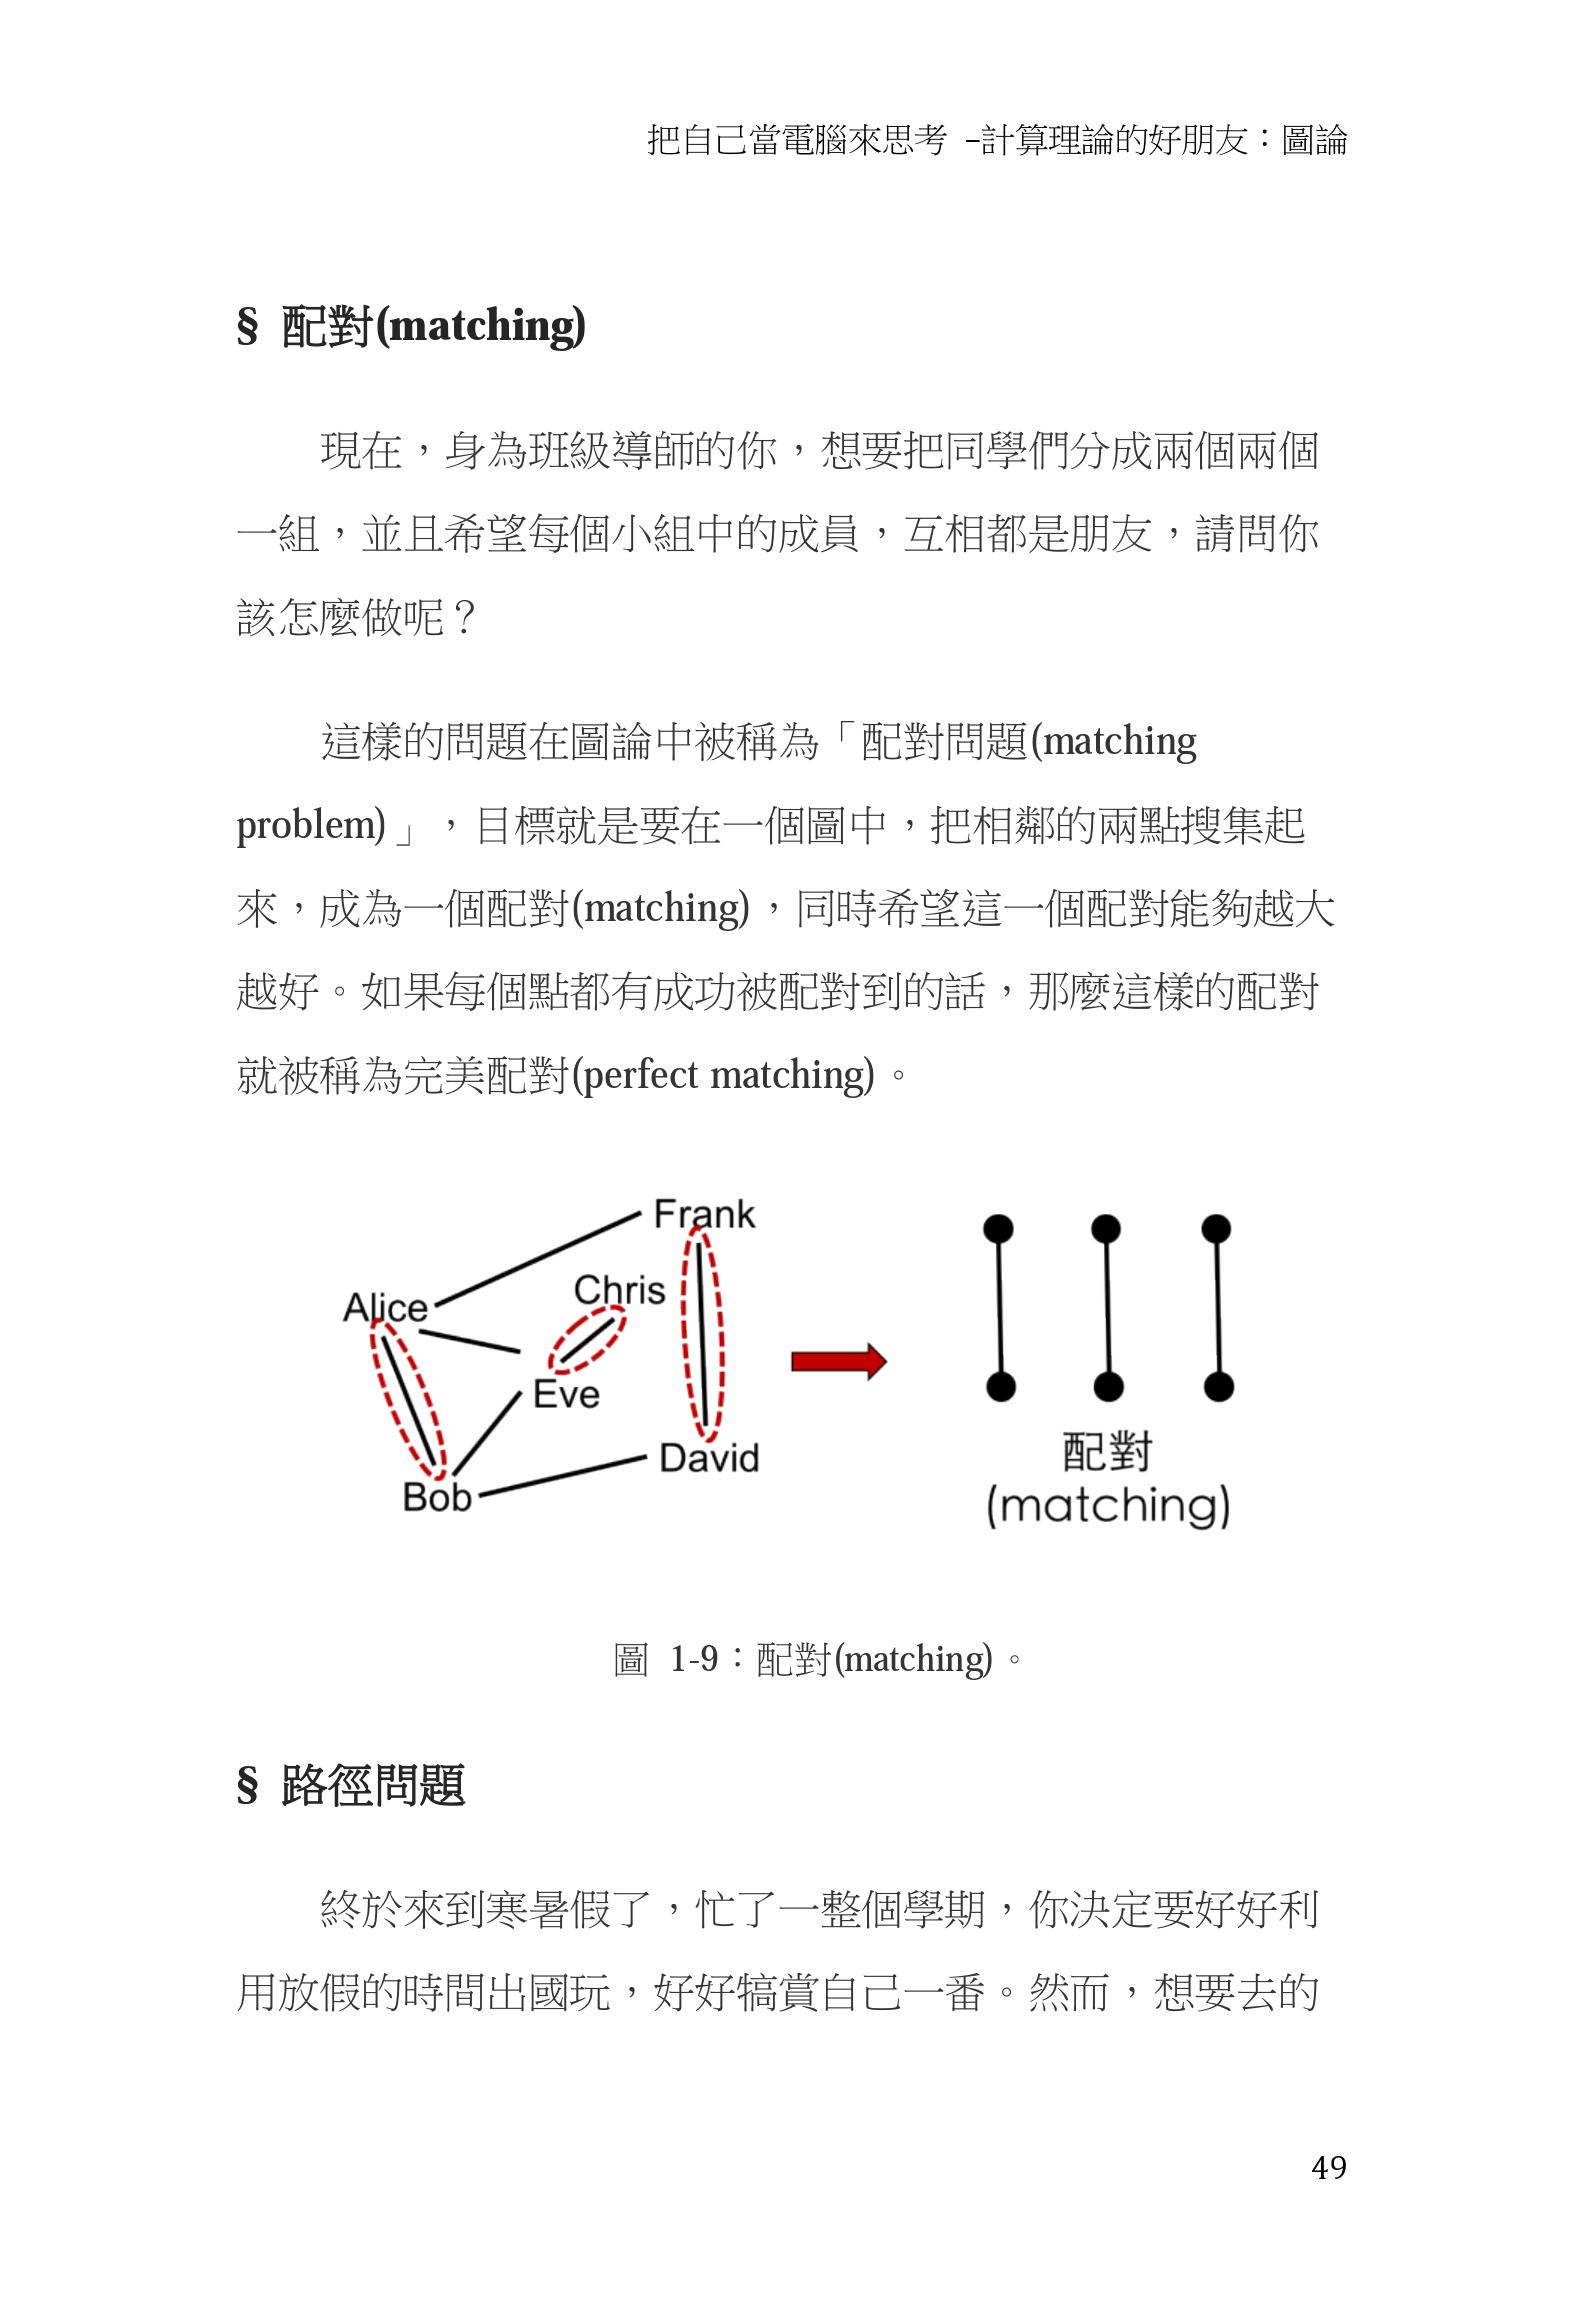 把自己當電腦來思考 –計算理論的好朋友：圖論
§ 配對(matching)
現在，身為班級導師的你，想要把同學們分成兩個兩個
一組，並且希望每個小組中的成員，互相都是朋友，請問你
該怎麼做呢？
這樣的問題在圖論中被稱為「配對問題(matching
problem)」，目標就是要在一個圖中，把相鄰的兩點搜集起
來，成為一個配對(matching)，同時希望這一個配對能夠越大
越好。如果每個點都有成功被配對到的話，那麼這樣的配對
就被稱為完美配對(perfect matching)。
Frank
Chris
Alice
Eve
David
Bob
配對
(matching)
圖 1-9：配對(matching)。
§ 路徑問題
終於來到寒暑假了，忙了一整個學期，你決定要好好利
用放假的時間出國玩，好好犒賞自己一番。然而，想要去的
49